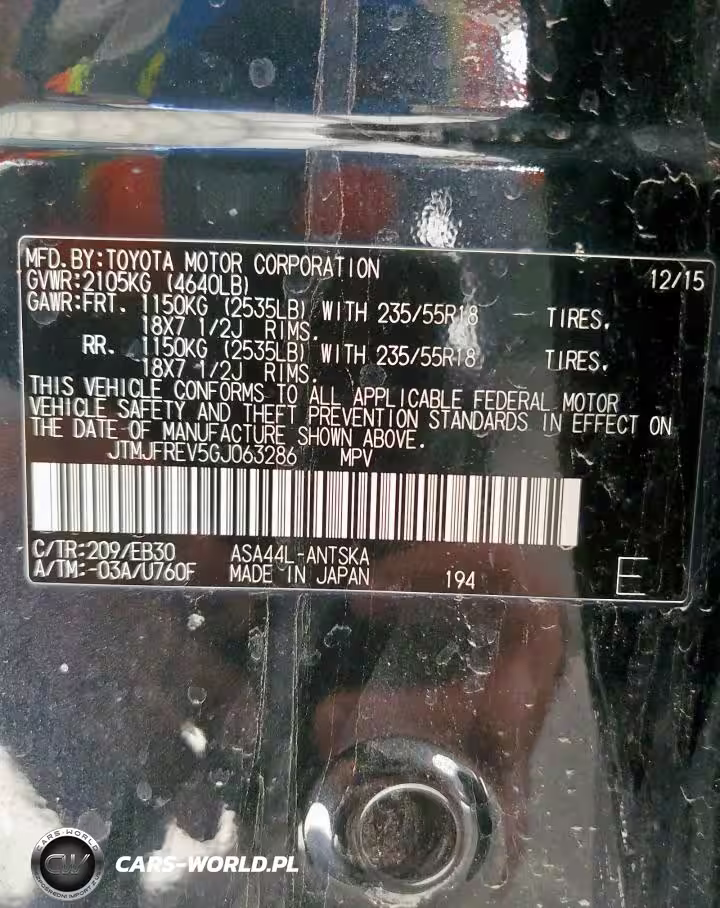 MFD. BY: TOYOTA MOTOR CORPORATION 12/15
GVWR: 2105KG (4640LB)
GAWR: FRT. 1150KG (2535LB) WITH 235/55R18 TIRES.
18X7 1/2J RIMS.
RR. 1150KG (2535LB) WITH 235/55R18 TIRES.
18X7 1/2J RIMS.
THIS VEHICLE CONFORMS TO ALL APPLICABLE FEDERAL MOTOR
VEHICLE SAFETY AND THEFT PREVENTION STANDARDS IN EFFECT ON
THE DATE OF MANUFACTURE SHOWN ABOVE.
JTMJFREV5GJ063286 MPV
C/TR: 209/EB30 ASA44L-ANTSKA
A/TM: -03A/U760F MADE IN JAPAN 194 E
CARS-WORLD
CW
CARS-WORLD.PL